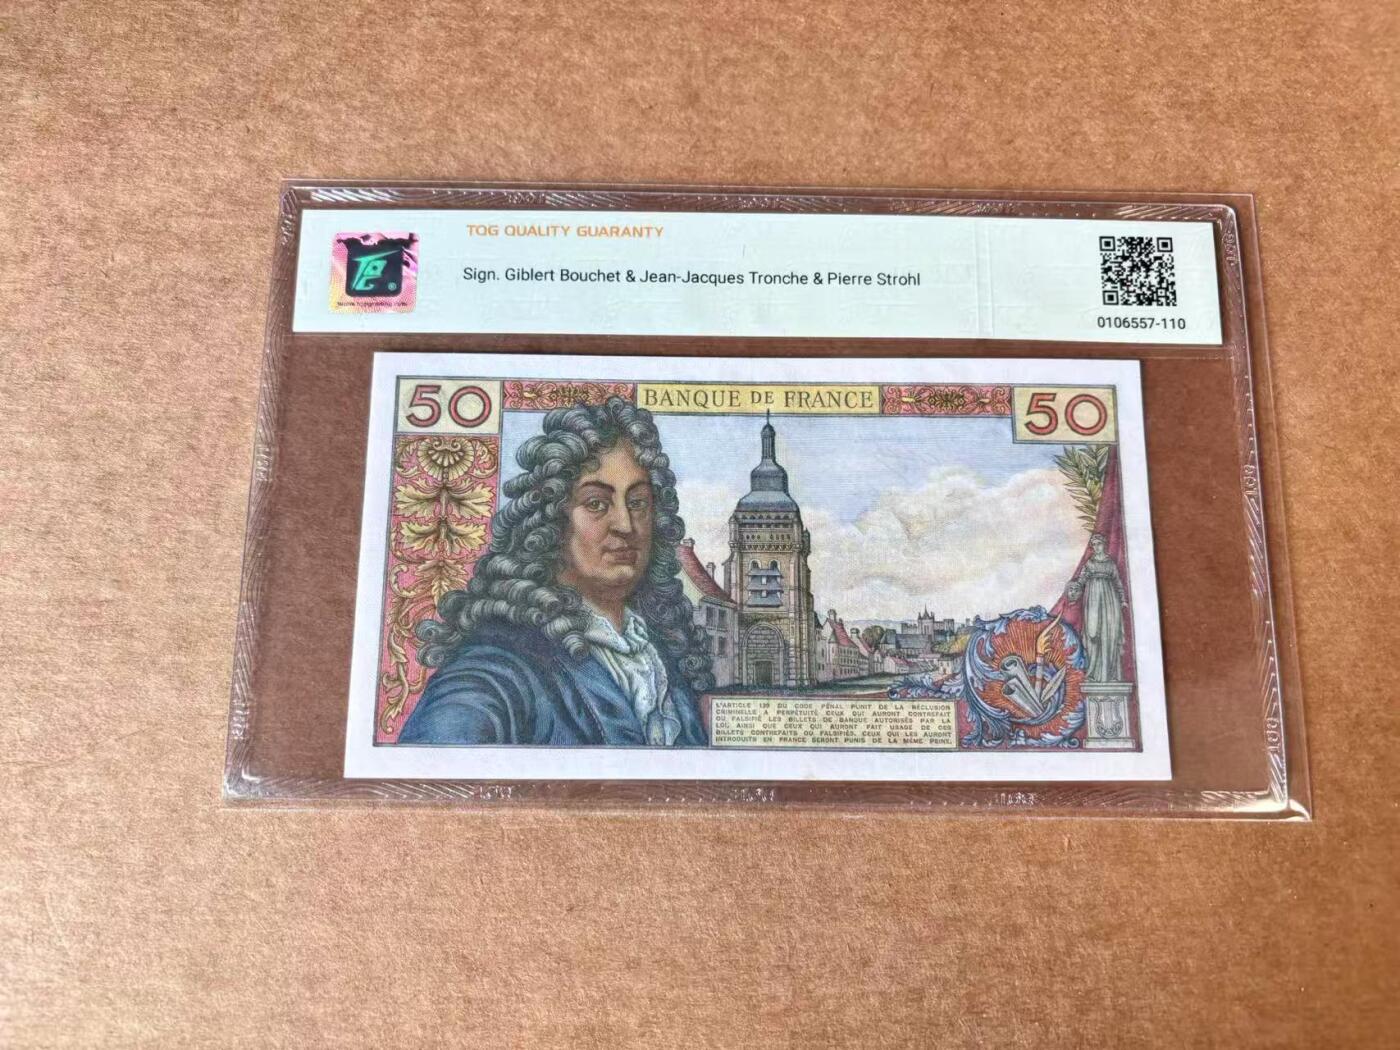 TQG QUALITY GUARANTY
Sign. Giblert Bouchet & Jean-Jacques Tronche & Pierre Strohl
0106557-110
50
BANQUE DE FRANCE
50
L'ARTICLE 139 DU CODE PÉNAL PUNIT DE LA RÉCLUSION
CRIMINELLE A PERPÉTUITÉ CEUX QUI AURONT CONTREFAIT
OU FALSIFIÉ LES BILLETS DE BANQUE AUTORISÉS PAR LA
LOI, AINSI QUE CEUX QUI AURONT FAIT USAGE DE CES
BILLETS CONTREFAITS OU FALSIFIÉS. CEUX QUI LES AURONT
INTRODUITS EN FRANCE SERONT PUNIS DE LA MÊME PEINE.